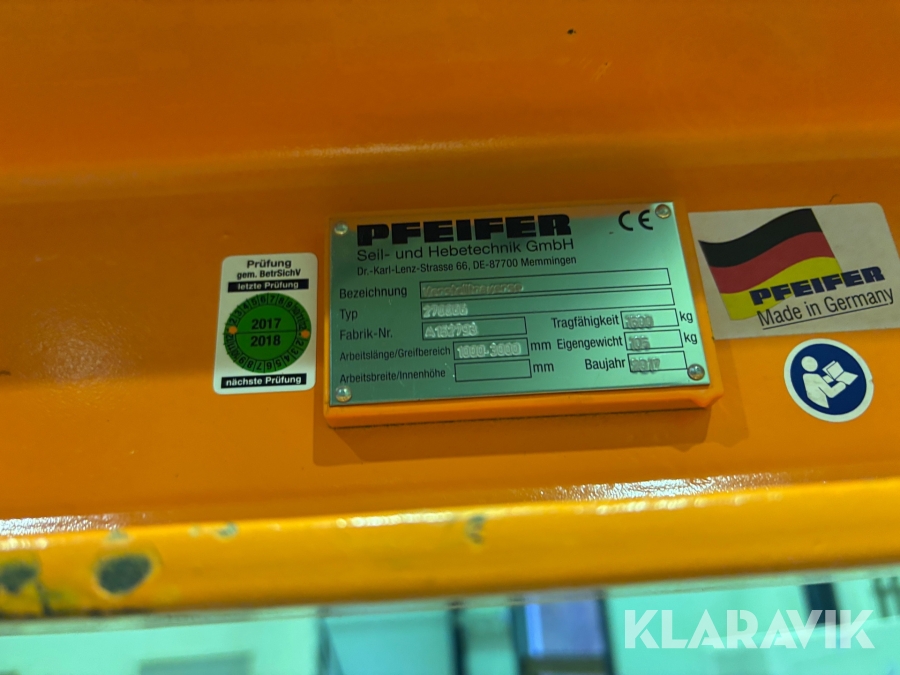 Prüfung
gem. BetrSichV
letzte Prüfung
2017
2018
nächste Prüfung
PFEIFER
CE
Seil- und Hebetechnik GmbH
Dr.-Karl-Lenz-Strasse 66, DE-87700 Memmingen
Bezeichnung
Typ
Fabrik-Nr.
Tragfähigkeit kg
Arbeitslänge/Greifbereich mm Eigengewicht kg
Arbeitsbreite/Innenhöhe mm Baujahr 2017
PFEIFER
Made in Germany
KLARAVIK